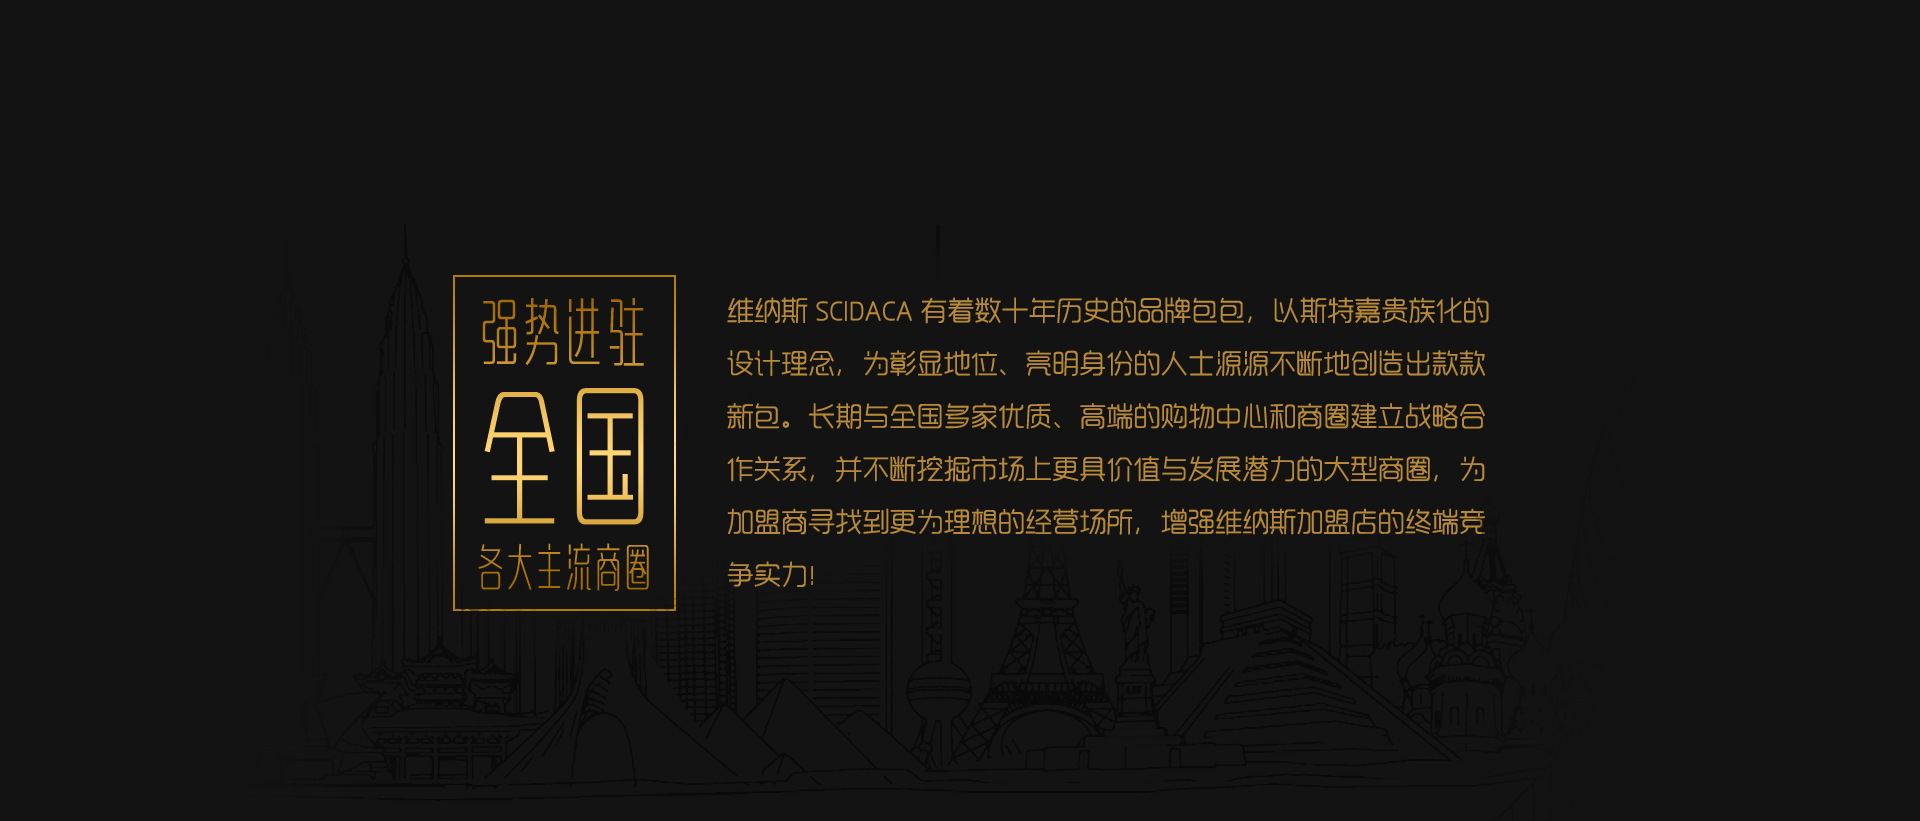 强势进驻
全国
各大主流商圈
维纳斯 SCIDACA 有着数十年历史的品牌包包，以斯特嘉贵族化的
设计理念，为彰显地位、亮明身份的人士源源不断地创造出款款
新包。长期与全国多家优质、高端的购物中心和商圈建立战略合
作关系，并不断挖掘市场上更具价值与发展潜力的大型商圈，为
加盟商寻找到更为理想的经营场所，增强维纳斯加盟店的终端竞
争实力!